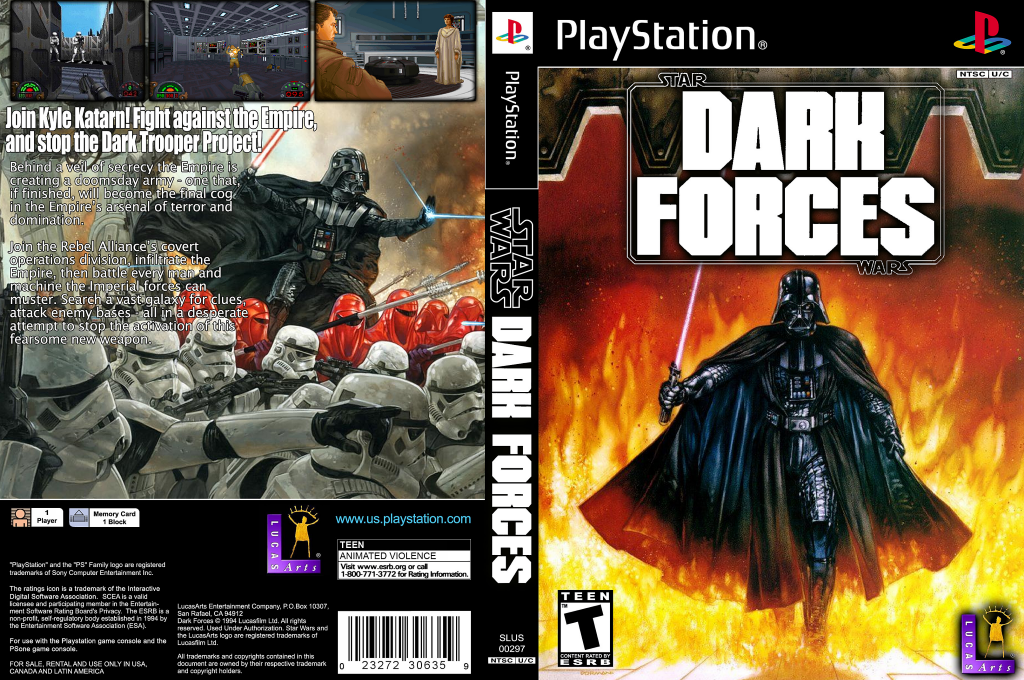 Join Kyle Katarn! Fight against the Empire,
and stop the Dark Trooper Project!
Behind a veil of secrecy the Empire is
creating a doomsday army - one that,
if finished, will become the final cog
in the Empire's arsenal of terror and
domination.
Join the Rebel Alliance's covert
operations division, infiltrate the
Empire, then battle every man and
machine the Imperial forces can
muster. Search a vast galaxy for clues,
attack enemy bases - all in a desperate
attempt to stop the activation of this
fearsome new weapon.
1
Player
Memory Card
1 Block
"PlayStation" and the "PS" Family logo are registered
trademarks of Sony Computer Entertainment Inc.
The ratings icon is a trademark of the Interactive
Digital Software Association. SCEA is a valid
licensee and participating member in the Entertain-
ment Software Rating Board's Privacy. The ESRB is a
non-profit, self-regulatory body established in 1994 by
the Entertainment Software Association (ESA).
For use with the Playstation game console and the
PSone game console.
FOR SALE, RENTAL AND USE ONLY IN USA,
CANADA AND LATIN AMERICA
LUCAS
Arts
®
LucasArts Entertainment Company, P.O.Box 10307,
San Rafael, CA 94912
Dark Forces © 1994 Lucasfilm Ltd. All rights
reserved. Used Under Authorization. Star Wars and
the LucasArts logo are registered trademarks of
Lucasfilm Ltd.
All trademarks and copyrights contained in this
document are owned by their respective trademark
and copyright holders.
www.us.playstation.com
TEEN
ANIMATED VIOLENCE
Visit www.esrb.org or call
1-800-771-3772 for Rating Information.
0 23272 30635 9
PlayStation®
STAR
WARS
DARK FORCES
SLUS
00297
NTSC U/C
PlayStation®
NTSC U/C
STAR
DARK
FORCES
WARS
TEEN
T
™
CONTENT RATED BY
ESRB
LUCAS
Arts